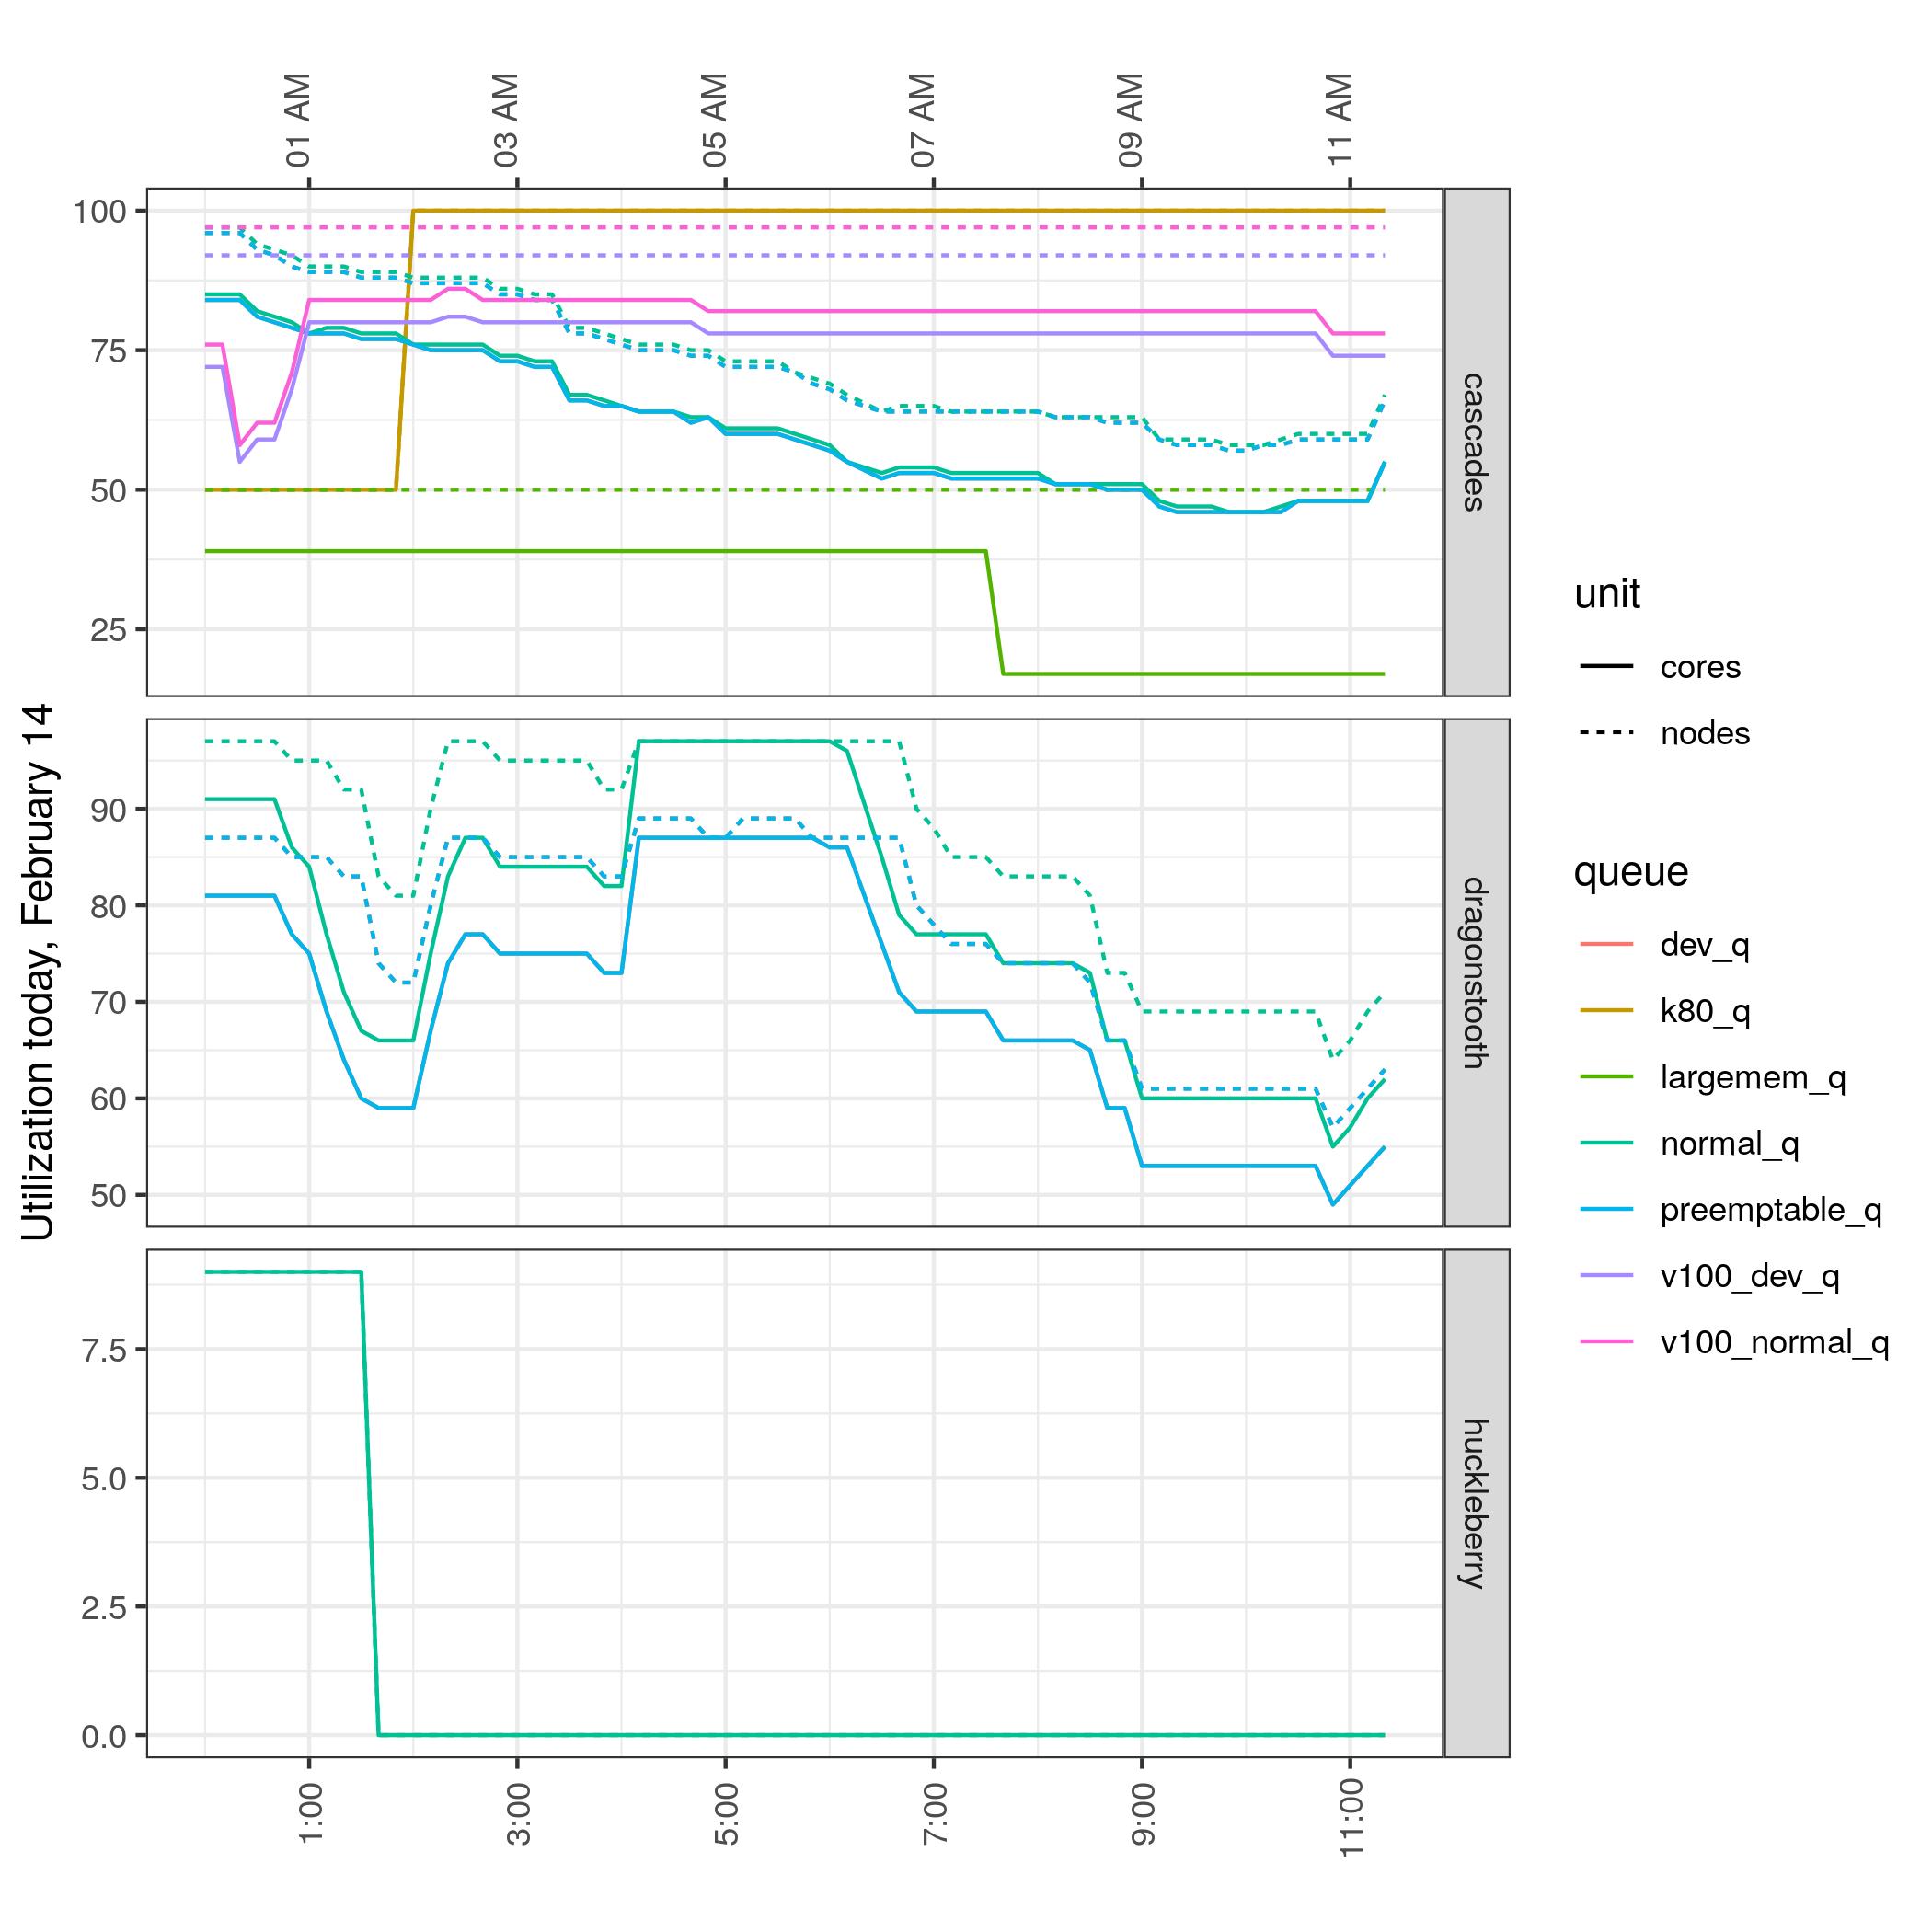 01 AM
03 AM
05 AM
07 AM
09 AM
11 AM
Utilization today, February 14
100
75
50
25
cascades
90
80
70
60
50
dragonstooth
7.5
5.0
2.5
0.0
huckleberry
1:00
3:00
5:00
7:00
9:00
11:00
unit
cores
nodes
queue
dev_q
k80_q
largemem_q
normal_q
preemptable_q
v100_dev_q
v100_normal_q